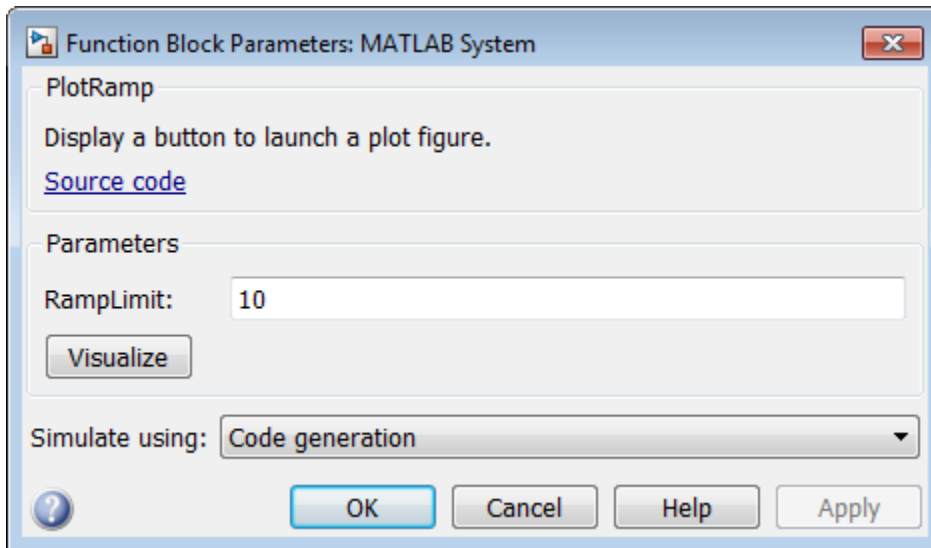 Function Block Parameters: MATLAB System
PlotRamp
Display a button to launch a plot figure.
Source code
Parameters
RampLimit: 10
Visualize
Simulate using: Code generation
? OK Cancel Help Apply